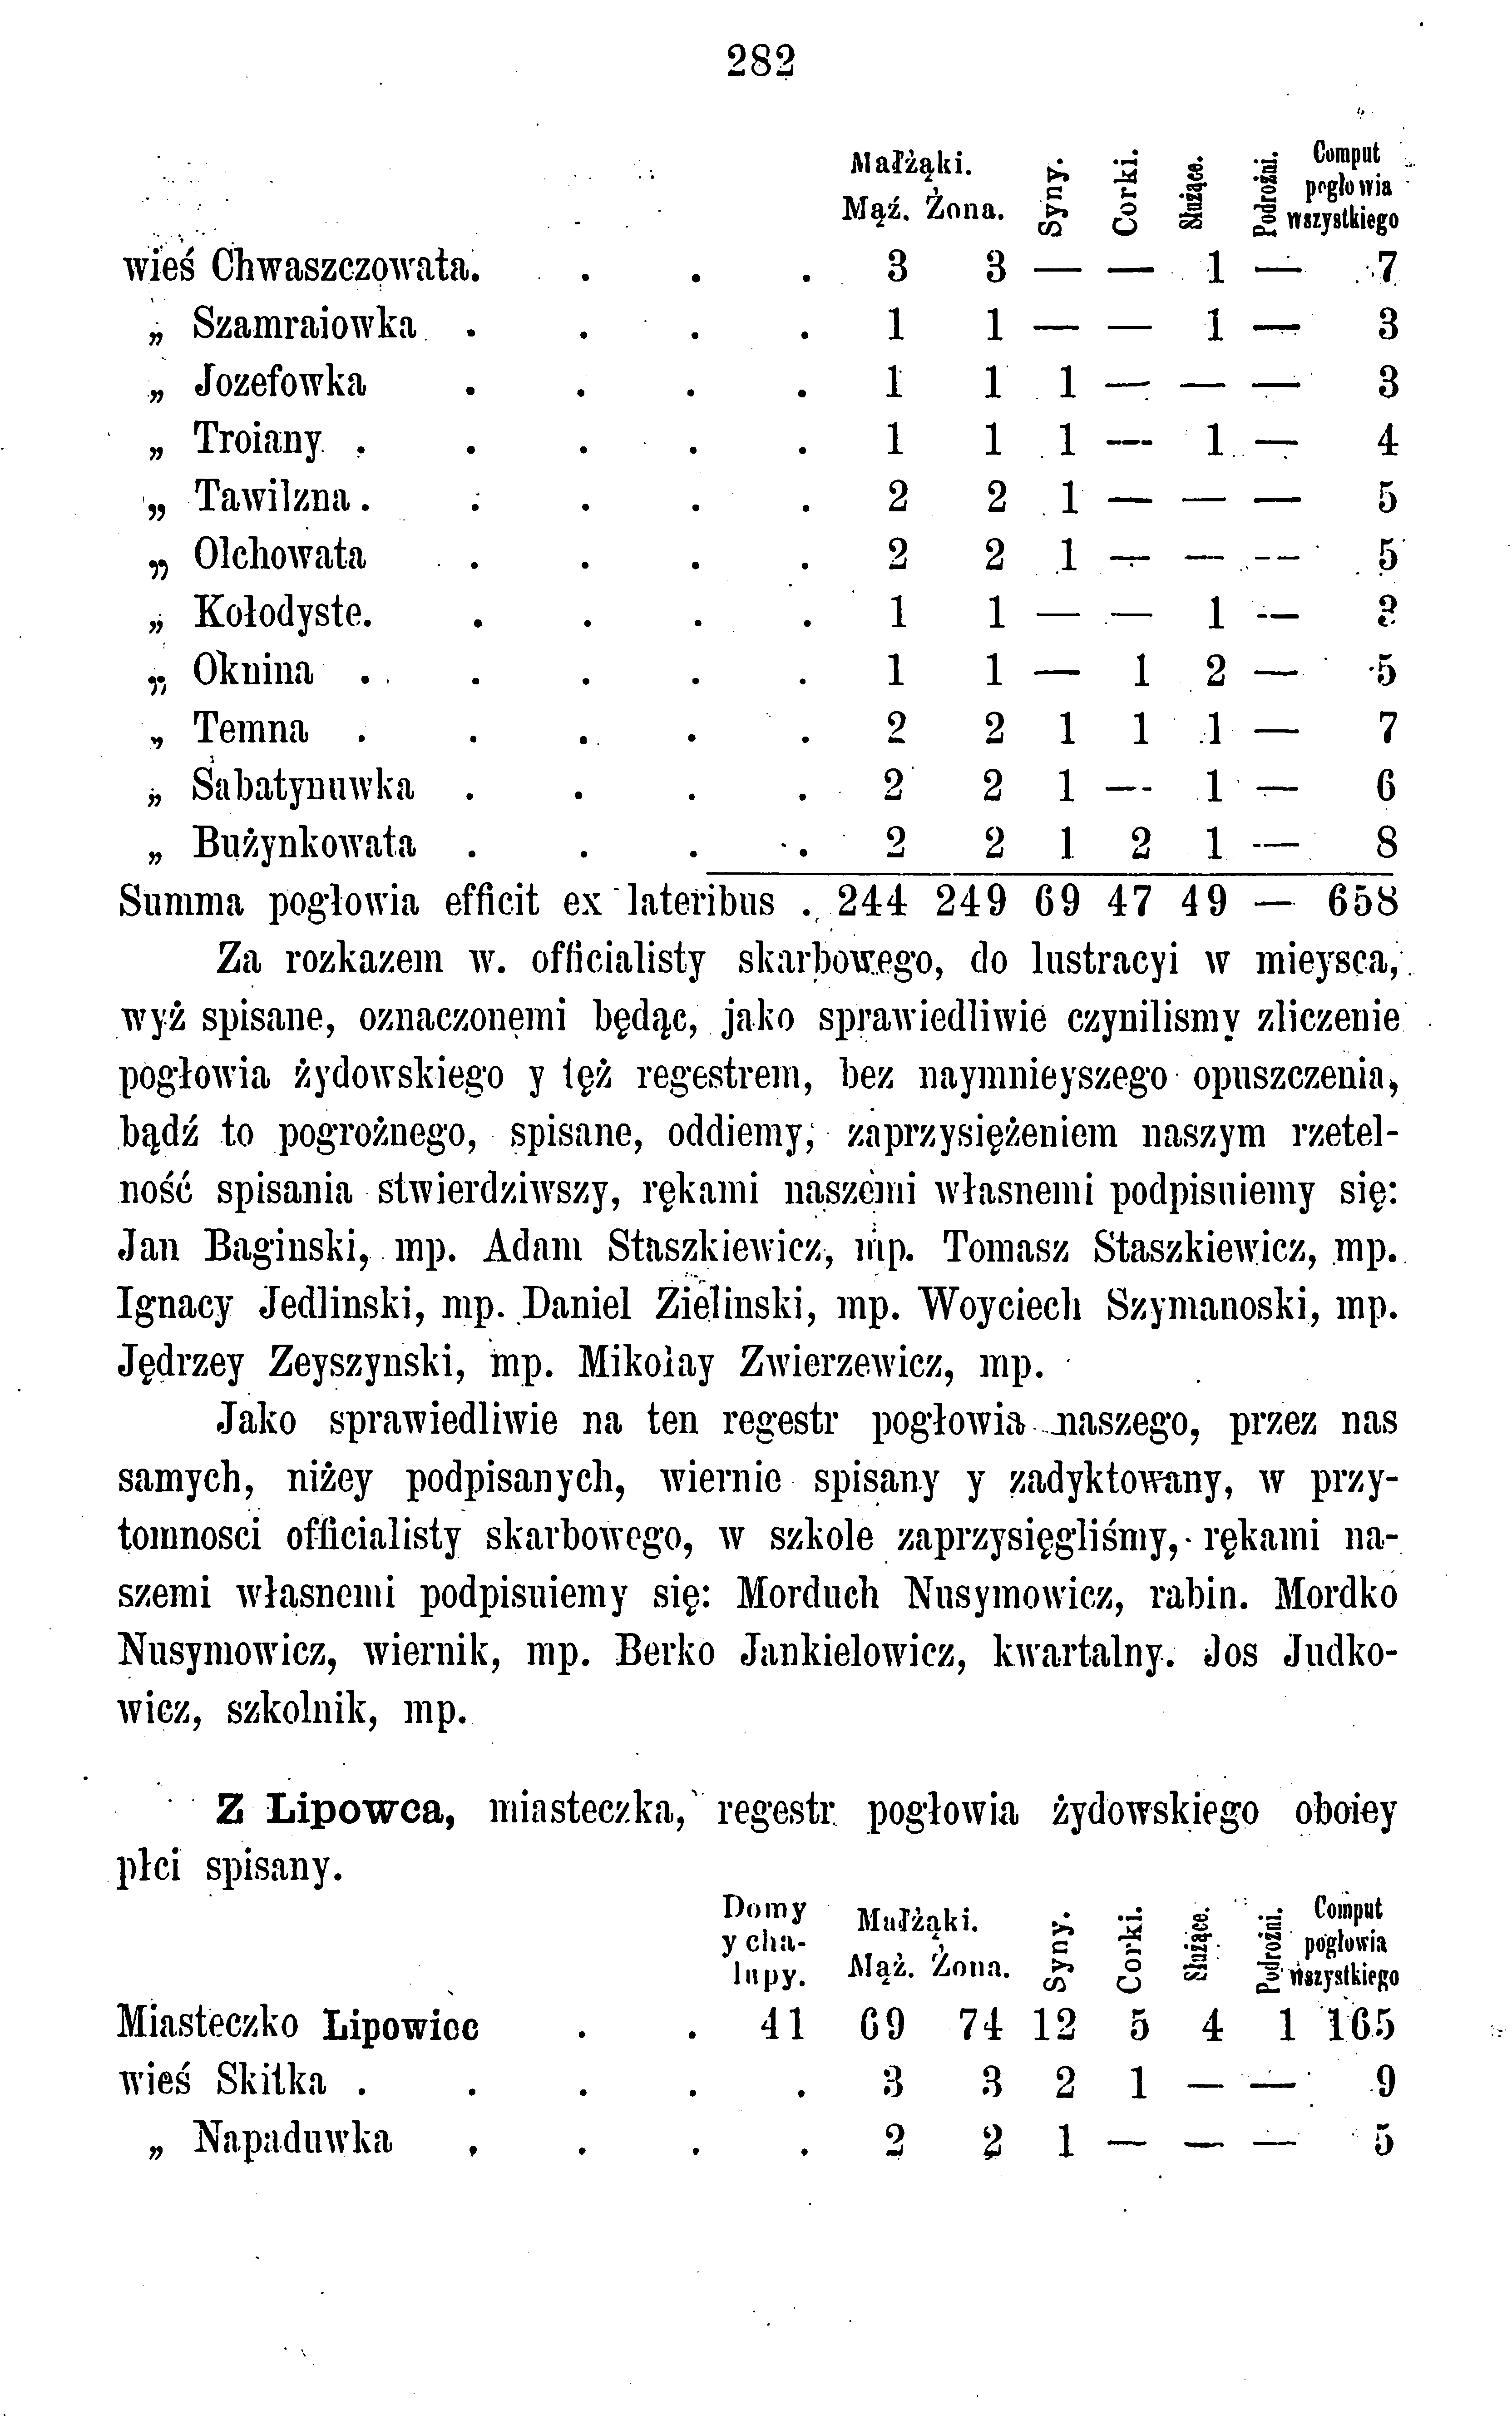 282
Małżąki. Syny. Corki. Służące. Podrożni. Comput
pogłowia
Mąź. Żona. wszystkiego
wieś Chwaszczowata. . . . 3 3 — — 1 — 7
„ Szamraiowka . . . . 1 1 — — 1 — 3
„ Jozefowka . . . . 1 1 1 — — — 3
„ Troiany . . . . . 1 1 1 — 1 — 4
„ Tawilzna . . . . . 2 2 1 — — — 5
„ Olchowata . . . . 2 2 1 — — — 5
„ Kołodyste. . . . . 1 1 — — 1 — 3
„ Oknina . . . . . 1 1 — 1 2 — 5
„ Temna . . . . . 2 2 1 1 1 — 7
„ Sabatynuwka . . . . 2 2 1 — 1 — 6
„ Bużynkowata . . . . 2 2 1 2 1 — 8
Summa pogłowia efficit ex lateribus . 244 249 69 47 49 — 658
Za rozkazem w. officialisty skarbowego, do lustracyi w mieysca,
wyż spisane, oznaczonemi będąc, jako sprawiedliwie czynilismy zliczenie
pogłowia żydowskiego y tęż regestrem, bez naymnieyszego opuszczenia,
bądź to pogrożnego, spisane, oddiemy, zaprzysiężeniem naszym rzetel-
ność spisania stwierdziwszy, rękami naszemi własnemi podpisuiemy się:
Jan Baginski, mp. Adam Staszkiewicz, mp. Tomasz Staszkiewicz, mp.
Ignacy Jedlinski, mp. Daniel Zielinski, mp. Woyciech Szymanoski, mp.
Jędrzey Zeyszynski, mp. Mikołay Zwierzewicz, mp.
Jako sprawiedliwie na ten regestr pogłowia naszego, przez nas
samych, niżey podpisanych, wiernie spisany y zadyktowany, w przy-
tomnosci officialisty skarbowego, w szkole zaprzysięgliśmy, rękami na-
szemi własnemi podpisuiemy się: Morduch Nusymowicz, rabin. Mordko
Nusymowicz, wiernik, mp. Berko Jankielowicz, kwartalny. Jos Judko-
wicz, szkolnik, mp.
Z Lipowca, miasteczka, regestr pogłowia żydowskiego oboiey
płci spisany.
Domy Małżąki. Syny. Corki. Służące. Podrożni. Comput
y cha- pogłowia
łupy. Mąż. Żona. wszystkiego
Miasteczko Lipowiec . . 41 69 74 12 5 4 1 165
wieś Skitka . . . . . 3 3 2 1 — — 9
„ Napaduwka . . . . 2 2 1 — — — 5